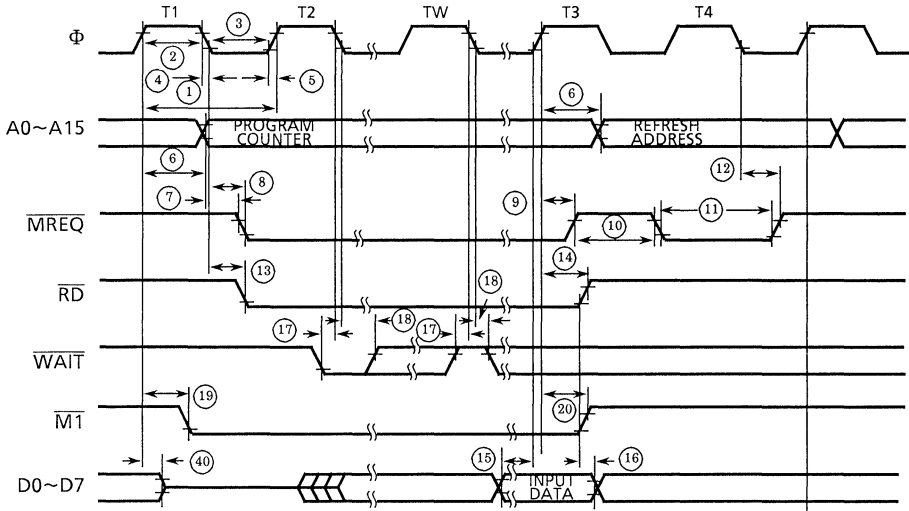 T1 T2 TW T3 T4
Φ
③
②
④ ⑤
①
A0~A15 PROGRAM COUNTER REFRESH ADDRESS
⑥
⑥
⑫
⑦ ⑧
MREQ
⑨ ⑩ ⑪
⑬ ⑭
RD
⑱
⑰ ⑱ ⑰
WAIT
⑲
M1
⑳
㊵ ⑮ ⑯
D0~D7 INPUT DATA